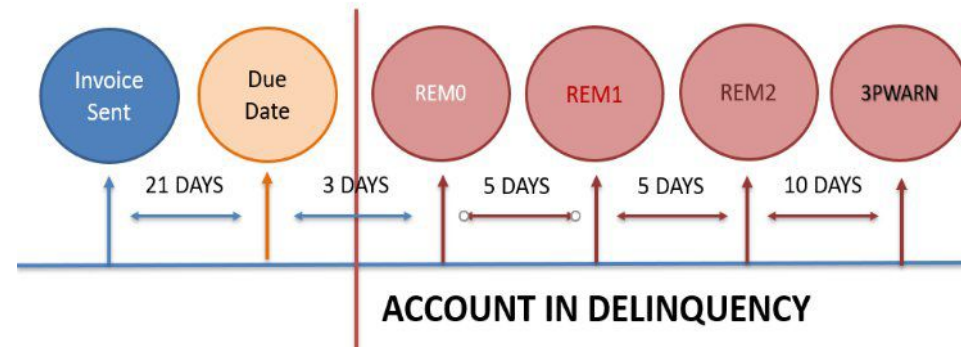 Invoice
Sent
Due
Date
REM0
REM1
REM2
3PWARN
21 DAYS
3 DAYS
5 DAYS
5 DAYS
10 DAYS
ACCOUNT IN DELINQUENCY